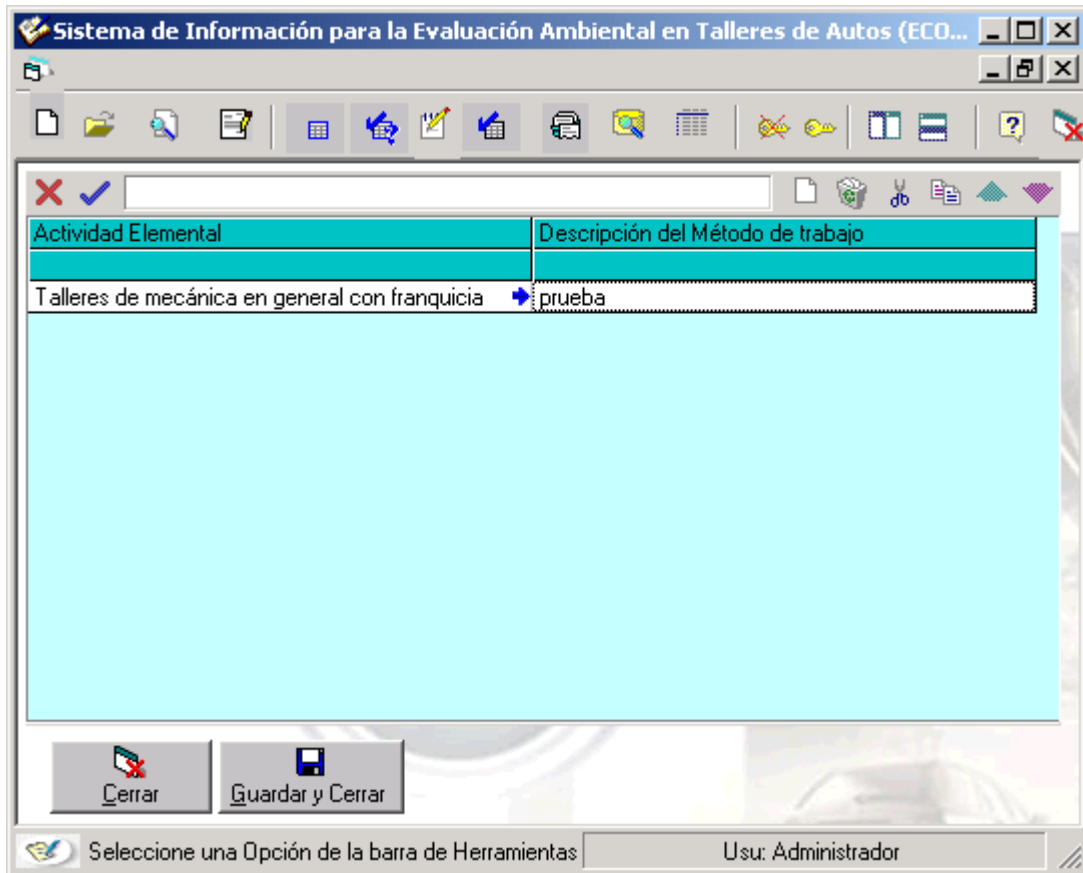 Sistema de Información para la Evaluación Ambiental en Talleres de Autos (ECO...
Actividad Elemental
Descripción del Método de trabajo
Talleres de mecánica en general con franquicia
prueba
Cerrar
Guardar y Cerrar
Seleccione una Opción de la barra de Herramientas
Usu: Administrador